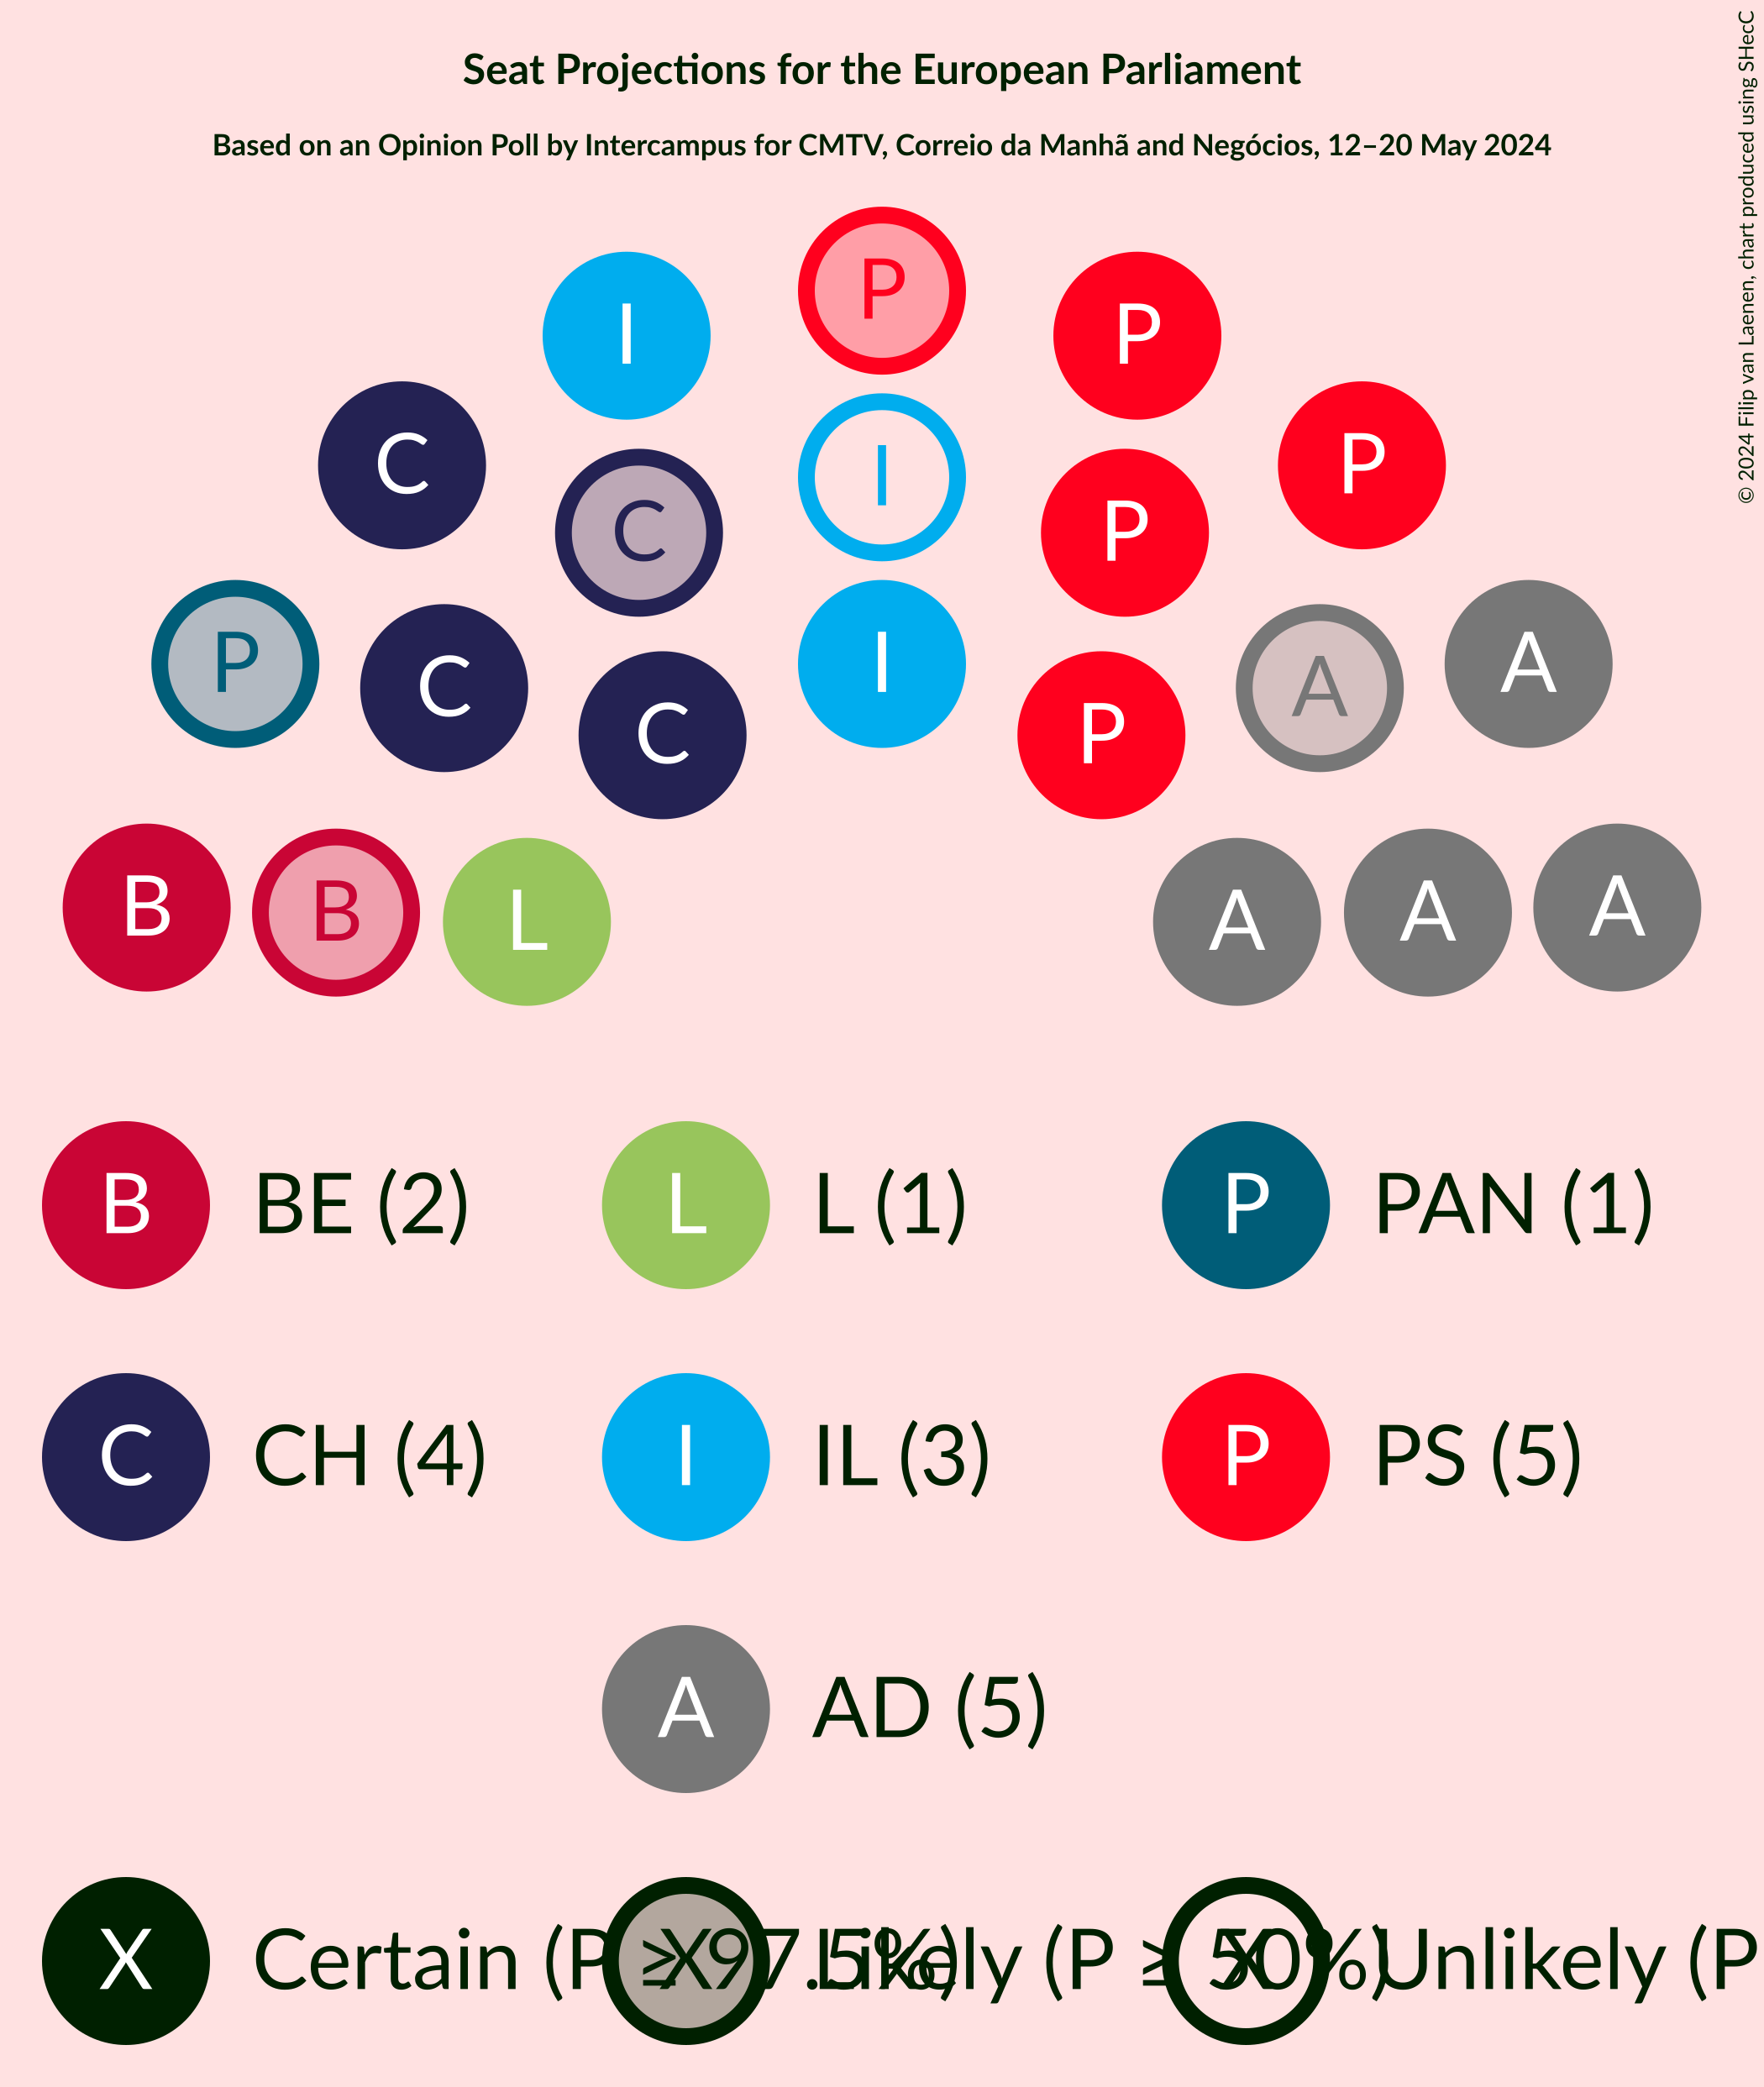 Seat Projections for the European Parliament
Based on an Opinion Poll by Intercampus for CMTV, Correio da Manhã and Negócios, 12–20 May 2024
© 2024 Filip van Laenen, chart produced using SHecC
P
I P
C P
I
C P
P A
C A
C I P
B B L A A A
B BE (2) L L (1) P PAN (1)
C CH (4) I IL (3) P PS (5)
A AD (5)
X Certain (P ≥ 97.5%) X Likely (P ≥ 50%) X Unlikely (P